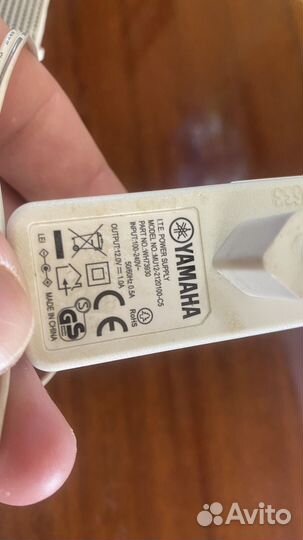 YAMAHA
I.T.E. POWER SUPPLY
MODEL NO.:MU12-2120100-C5
PART NO.:WH73930
INPUT:100-240V~
50/60Hz 0.5A
OUTPUT:12.0V 1.0A
LEI
RoHS
CE
S
GS
MADE IN CHINA
Avito